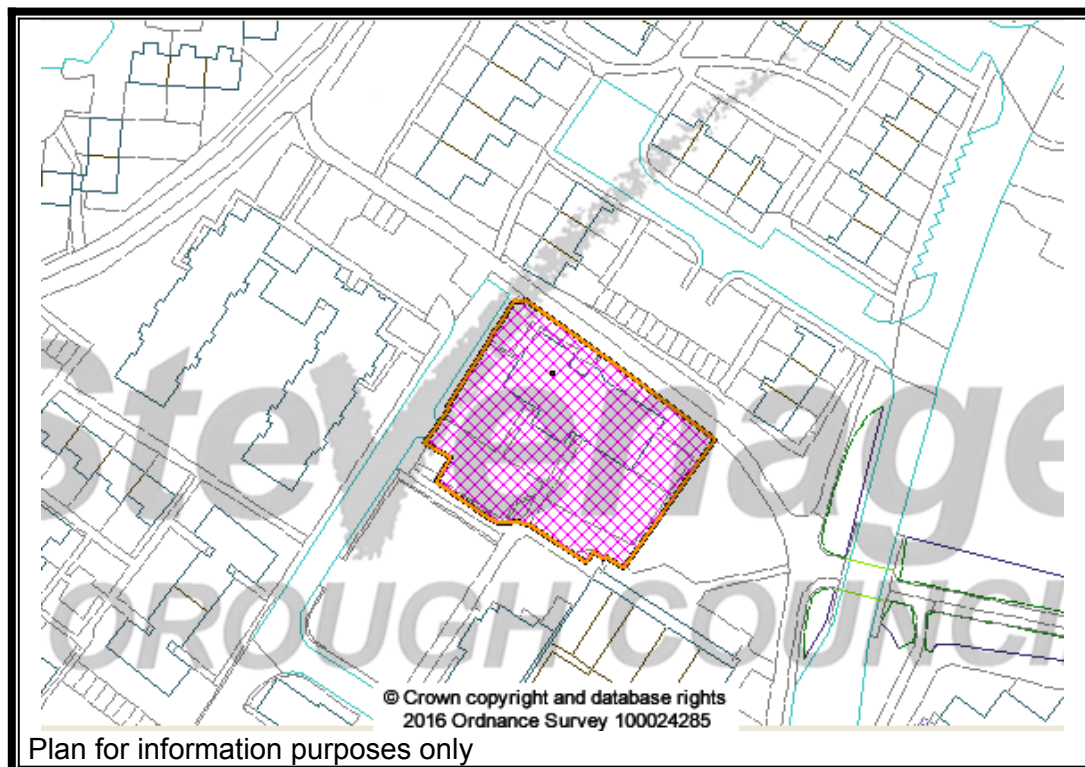 Stevenage
BOROUGH COUNCIL
© Crown copyright and database rights
2016 Ordnance Survey 100024285
Plan for information purposes only